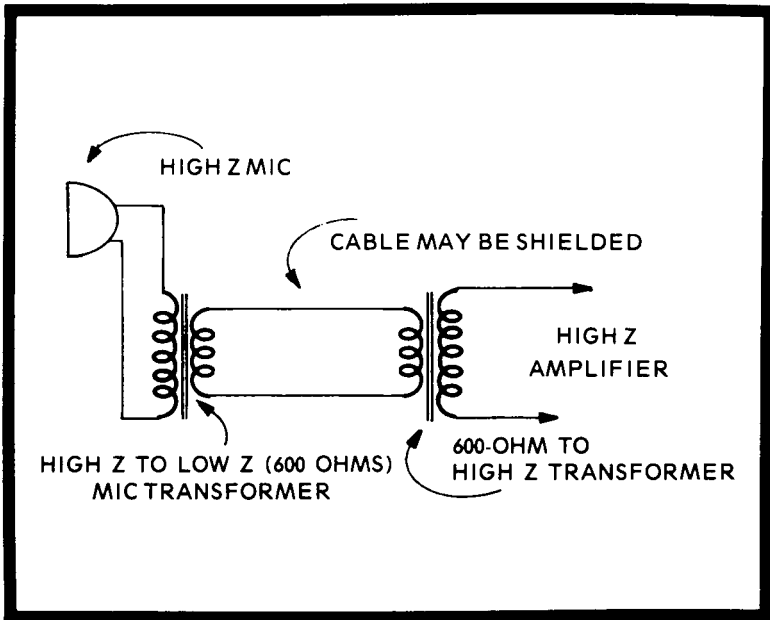 HIGH Z MIC
CABLE MAY BE SHIELDED
HIGH Z
AMPLIFIER
HIGH Z TO LOW Z (600 OHMS)
MIC TRANSFORMER
600-OHM TO
HIGH Z TRANSFORMER